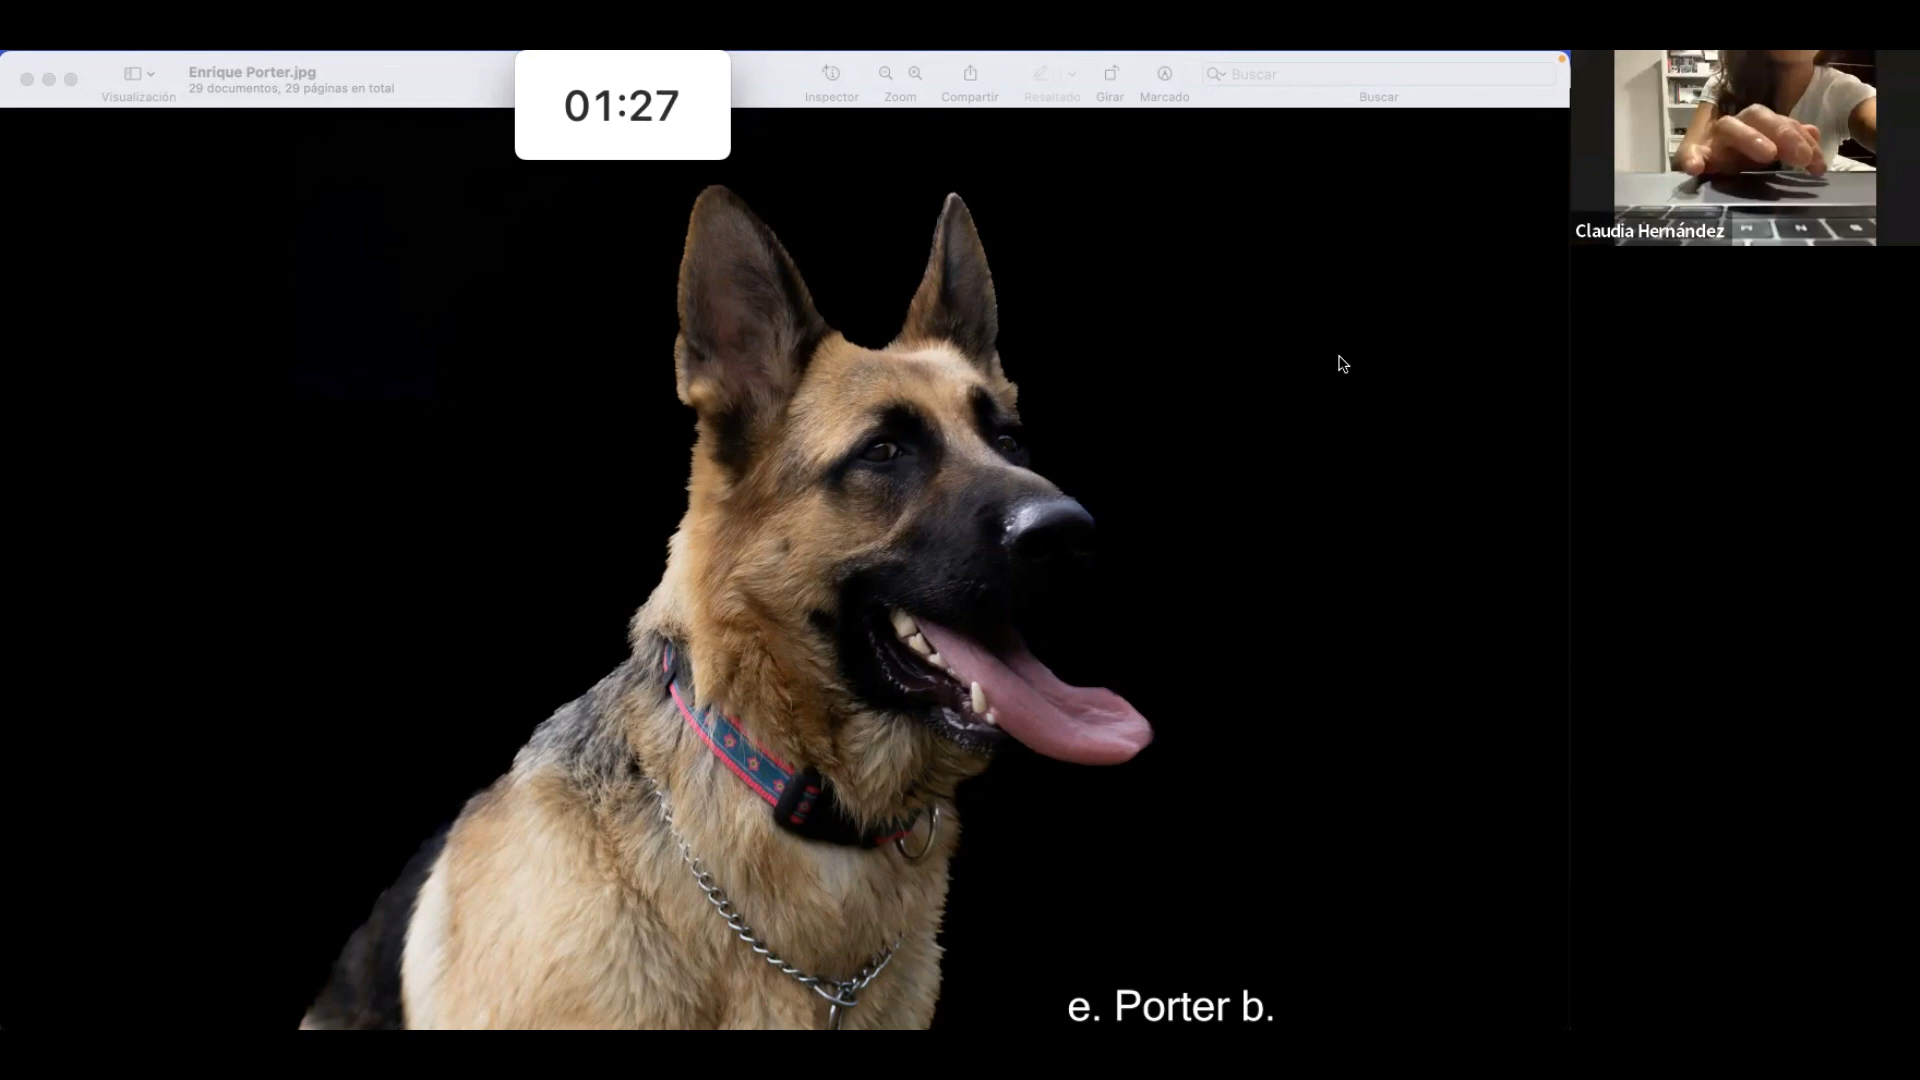 Enrique Porter.jpg
29 documentos, 29 páginas en total
Visualización
01:27
Inspector
Zoom
Compartir
Resaltado
Girar
Marcado
Buscar
Buscar
Claudia Hernández
e. Porter b.